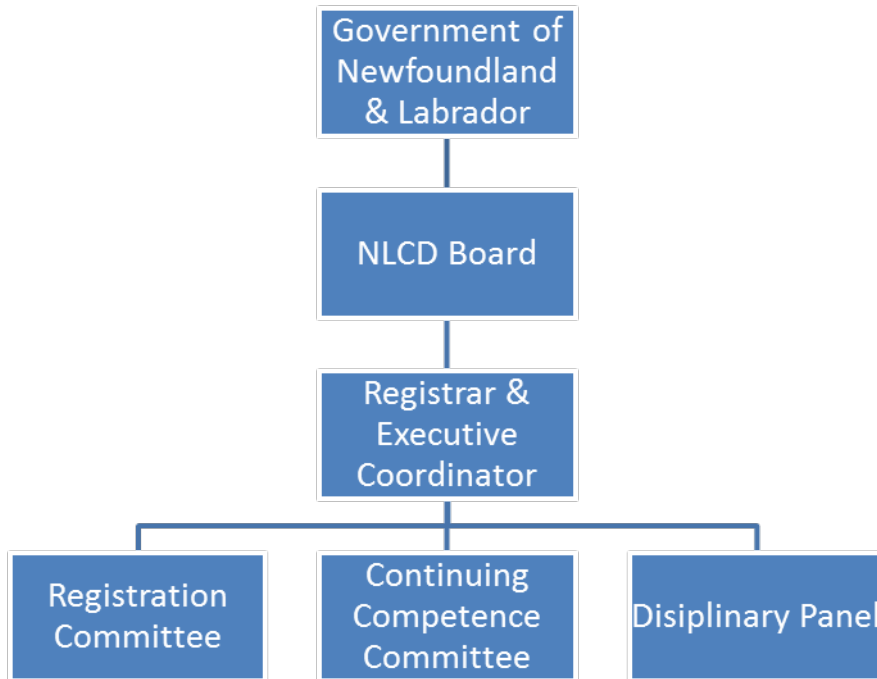 Government of
Newfoundland
& Labrador
NLCD Board
Registrar &
Executive
Coordinator
Registration
Committee
Continuing
Competence
Committee
Disiplinary Panel